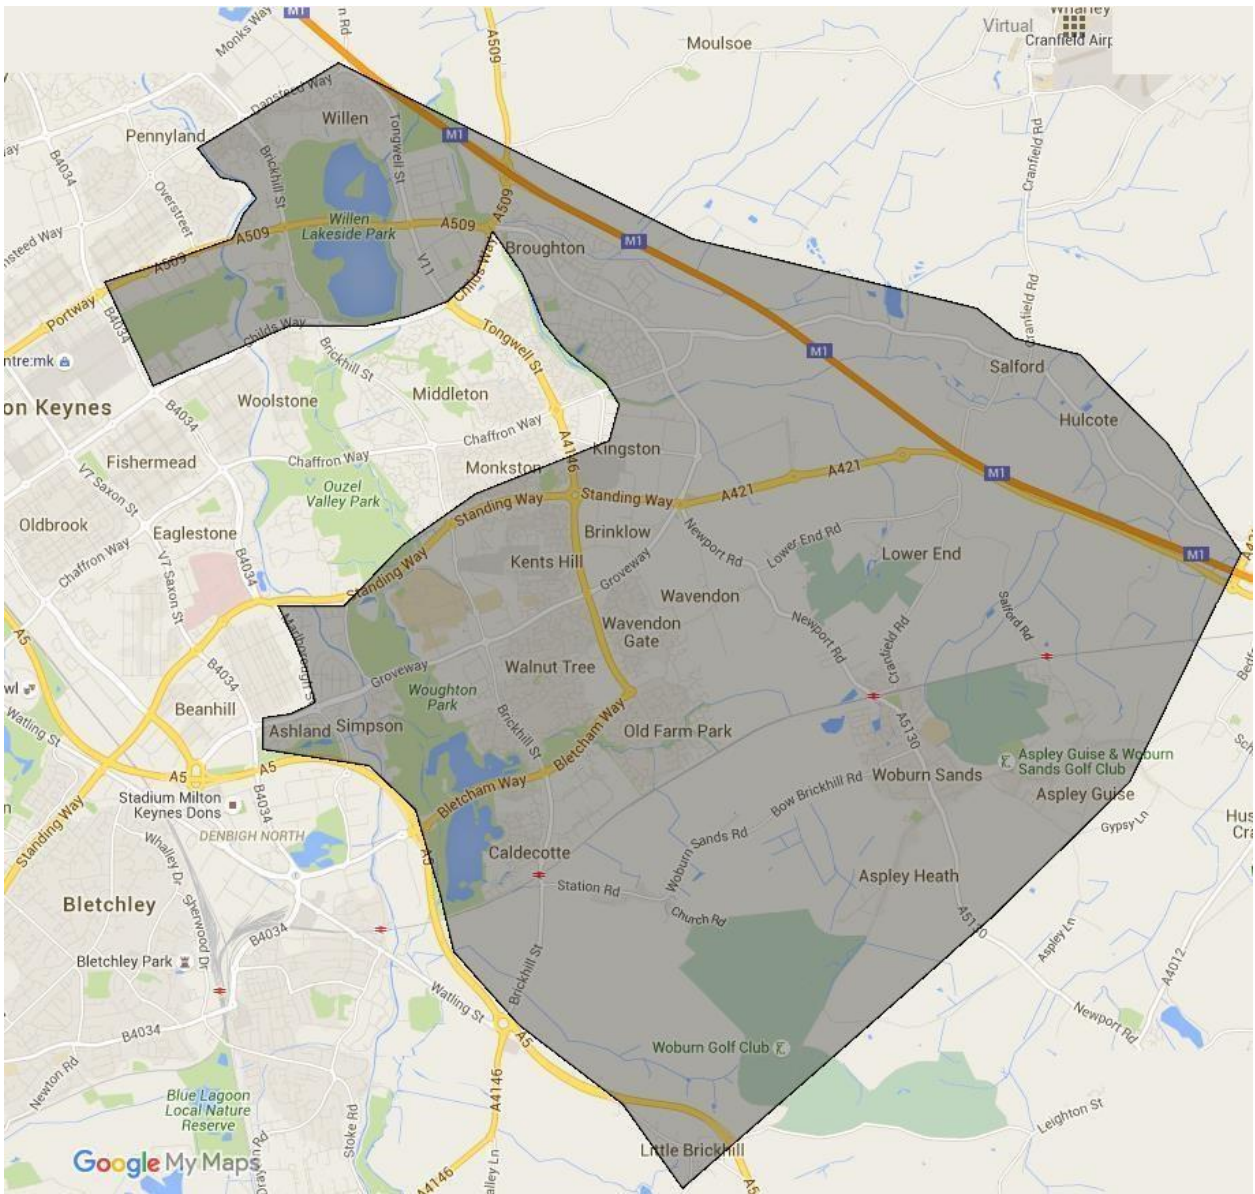 M1
n Rd
Monks Way
A509
Moulsoe
Virtual
Wharley
Cranfield Airp
Dansteed Way
Willen
Pennyland
Tongwell St
M1
B4034
Brickhill St
Overstreet
Cranfield Rd
A509
Willen
Lakeside Park
A509
A509
Broughton
M1
nsteed Way
A509
V11
Childs Way
Portway
B4034
Childs Way
Tongwell St
Cranfield Rd
M1
Salford
ntre:mk
Brickhill St
Middleton
on Keynes
Woolstone
B4034
Hulcote
Chaffron Way
A4146
Kingston
Fishermead
Chaffron Way
Monkston
A421
M1
V7 Saxon St
Ouzel
Valley Park
Standing Way
Standing Way
A421
Oldbrook
Eaglestone
Brinklow
Newport Rd
Lower End Rd
Lower End
M1
Chaffron Way
V7 Saxon St
B4034
Standing Way
Kents Hill
Groveway
Wavendon
Marlborough S
Wavendon
Gate
Newport Rd
Cranfield Rd
Salford Rd
A5
B4034
Groveway
Walnut Tree
Woughton
Park
Brickhill St
Beanhill
Ashland
Simpson
Old Farm Park
A5130
Watling St
A5
A5
Bletcham Way
Bletcham Way
Woburn Sands
Aspley Guise & Woburn
Sands Golf Club
Stadium Milton
Keynes Dons
B4034
Bow Brickhill Rd
Aspley Guise
Standing Way
DENBIGH NORTH
Woburn Sands Rd
Gypsy Ln
Hus
Cra
Whalley Dr
A5
Caldecotte
Station Rd
Aspley Heath
Bletchley
Sherwood Dr
Church Rd
A5130
B4034
Aspley Ln
Bletchley Park
Brickhill St
A4012
Watling St
B4034
A5
Newport Rd
Woburn Golf Club
Newton Rd
A4146
Blue Lagoon
Local Nature
Reserve
Stoke Rd
Leighton St
Little Brickhill
Google My Maps
A4146
alley Ln
A5